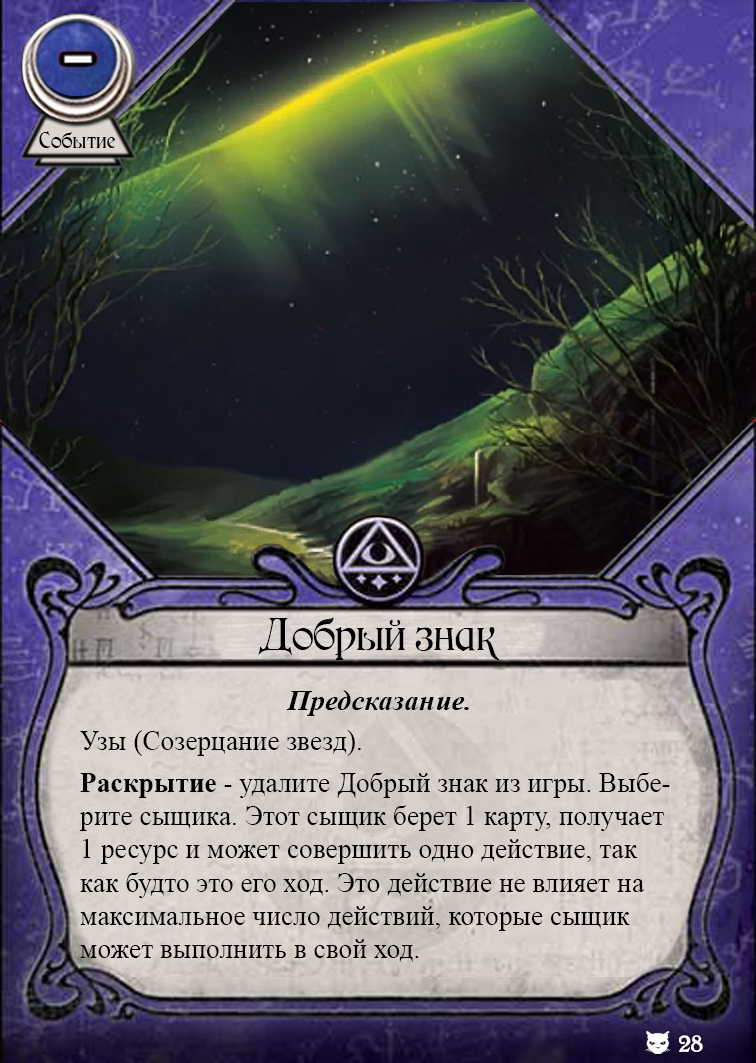 -
Событие
Добрый знак
Предсказание.
Узы (Созерцание звезд).
Раскрытие - удалите Добрый знак из игры. Выбе-
рите сыщика. Этот сыщик берет 1 карту, получает
1 ресурс и может совершить одно действие, так
как будто это его ход. Это действие не влияет на
максимальное число действий, которые сыщик
может выполнить в свой ход.
28